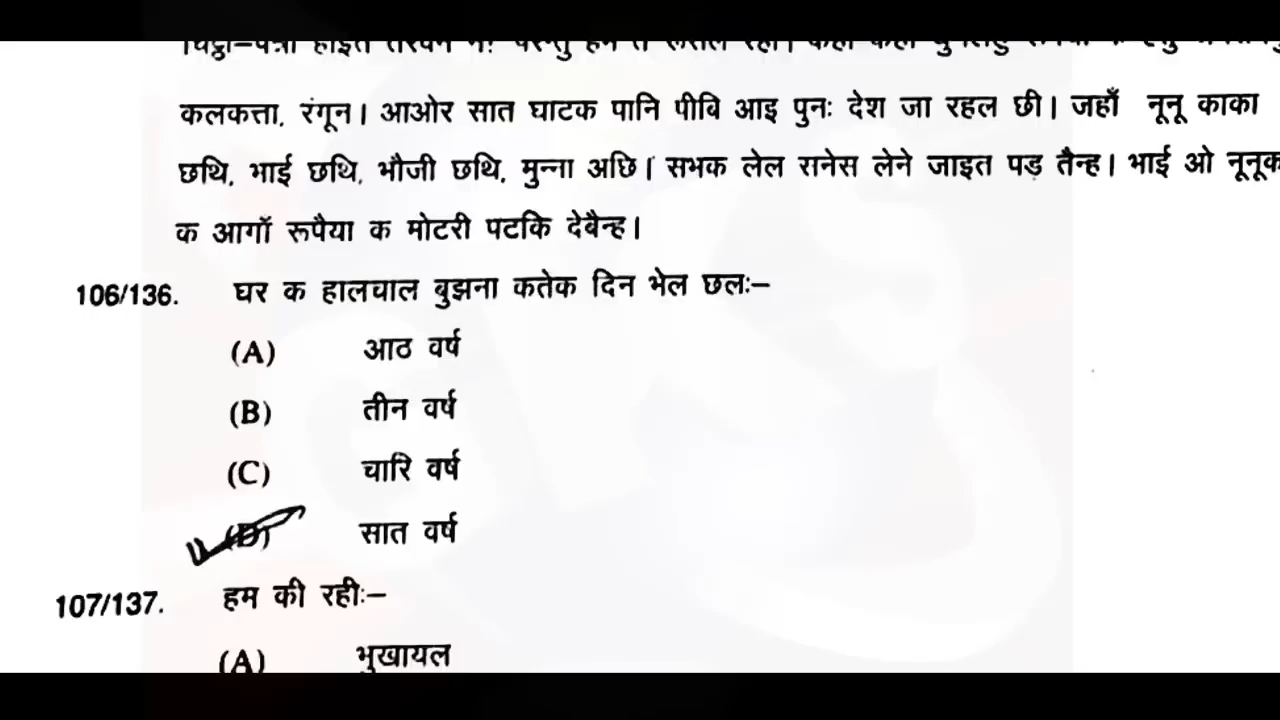 कलकत्ता, रंगून। आओर सात घाटक पानि पीबि आइ पुनः देश जा रहल छी। जहाँ नूनू काका
छथि, भाई छथि, भौजी छथि, मुन्ना अछि। सभक लेल सनेस लेने जाइत पड़ तैन्ह। भाई ओ नूनूक
क आगाँ रूपैया क मोटरी पटकि देबैन्ह।
106/136. घर क हालचाल बुझना कतेक दिन भेल छलः–
(A) आठ वर्ष
(B) तीन वर्ष
(C) चारि वर्ष
(D) सात वर्ष
107/137. हम की रहीः–
(A) भुखायल